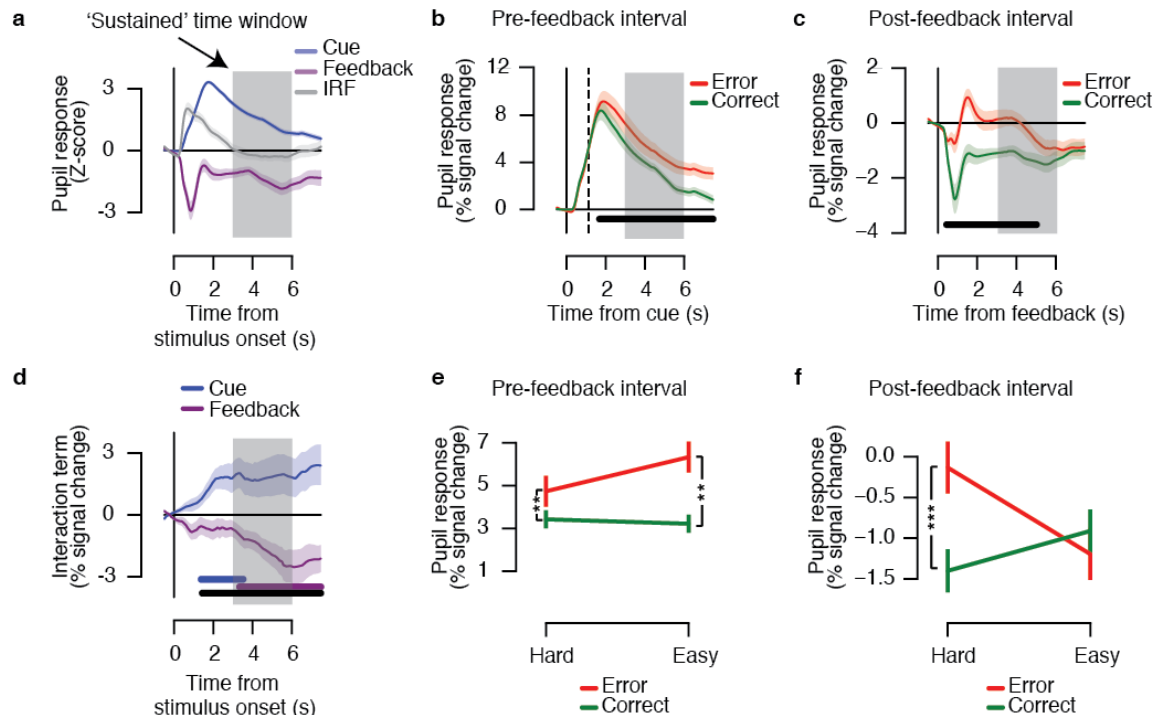 a
'Sustained' time window
Cue
Feedback
IRF
Pupil response
(Z-score)
3
0
-3
0 2 4 6
Time from
stimulus onset (s)
b
Pre-feedback interval
Error
Correct
Pupil response
(% signal change)
12
8
4
0
0 2 4 6
Time from cue (s)
c
Post-feedback interval
Error
Correct
Pupil response
(% signal change)
2
0
−2
−4
0 2 4 6
Time from feedback (s)
d
Cue
Feedback
Interaction term
(% signal change)
3
0
-3
0 2 4 6
Time from
stimulus onset (s)
e
Pre-feedback interval
Pupil response
(% signal change)
7
5
3
1
**
**
Hard Easy
Error
Correct
f
Post-feedback interval
Pupil response
(% signal change)
0.0
−0.5
−1.0
−1.5
***
Hard Easy
Error
Correct